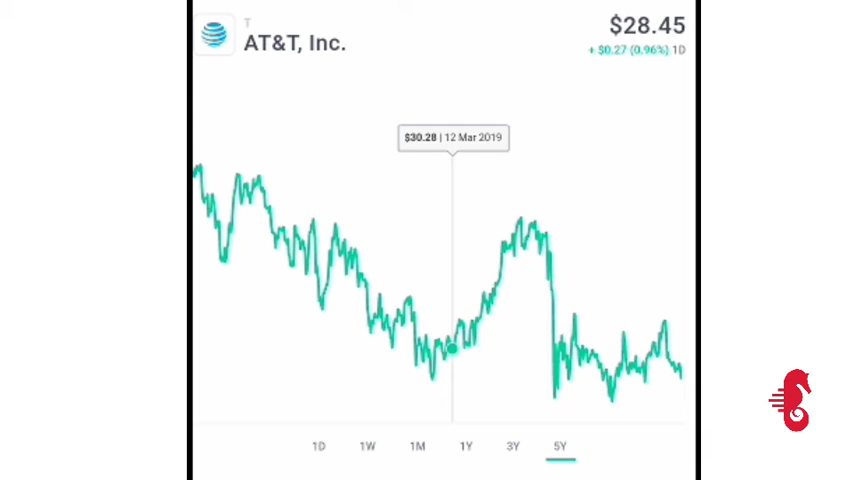 T
AT&T, Inc.
$28.45
+ $0.27 (0.96%) 1D
$30.28 | 12 Mar 2019
1D 1W 1M 1Y 3Y 5Y